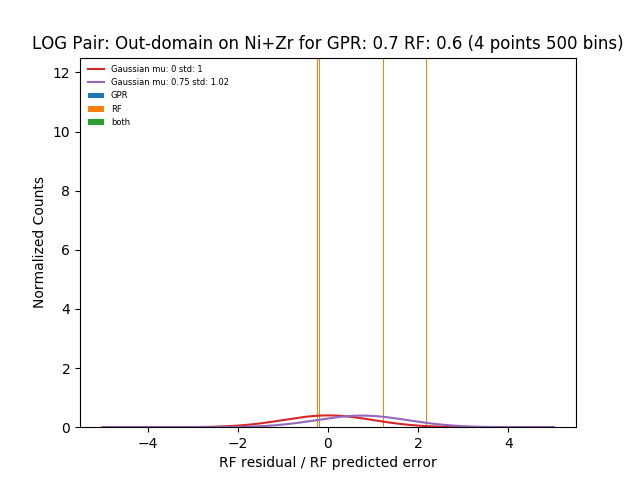 LOG Pair: Out-domain on Ni+Zr for GPR: 0.7 RF: 0.6 (4 points 500 bins)
Gaussian mu: 0 std: 1
Gaussian mu: 0.75 std: 1.02
GPR
RF
both
Normalized Counts
12
10
8
6
4
2
0
−4 −2 0 2 4
RF residual / RF predicted error